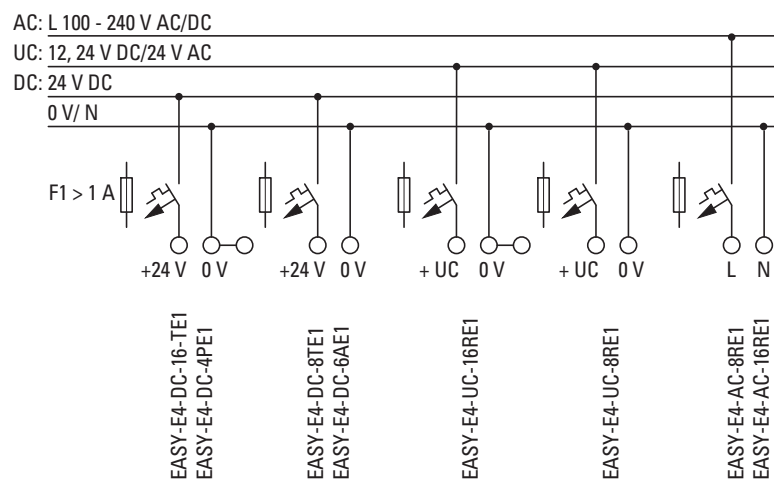 AC: L 100 - 240 V AC/DC
UC: 12, 24 V DC/24 V AC
DC: 24 V DC
0 V/ N
F1 > 1 A
+24 V 0 V +24 V 0 V + UC 0 V + UC 0 V L N
EASY-E4-DC-16-TE1
EASY-E4-DC-4PE1
EASY-E4-DC-8TE1
EASY-E4-DC-6AE1
EASY-E4-UC-16RE1
EASY-E4-UC-8RE1
EASY-E4-AC-8RE1
EASY-E4-AC-16RE1